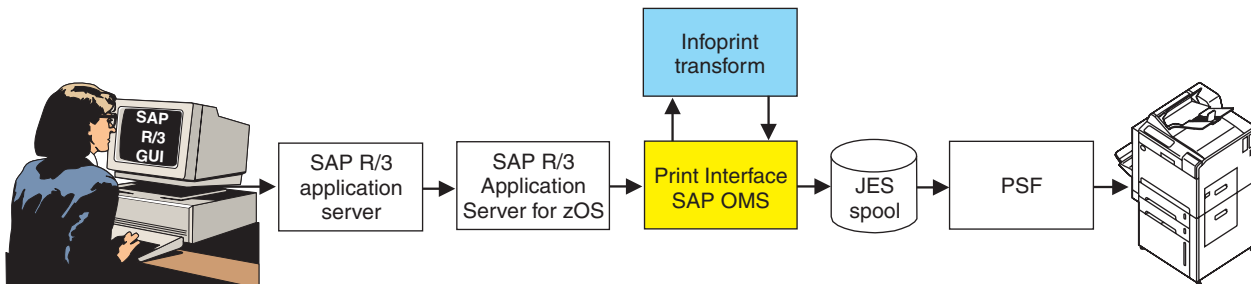 SAP
R/3
GUI
SAP R/3
application
server
SAP R/3
Application
Server for zOS
Infoprint
transform
Print Interface
SAP OMS
JES
spool
PSF